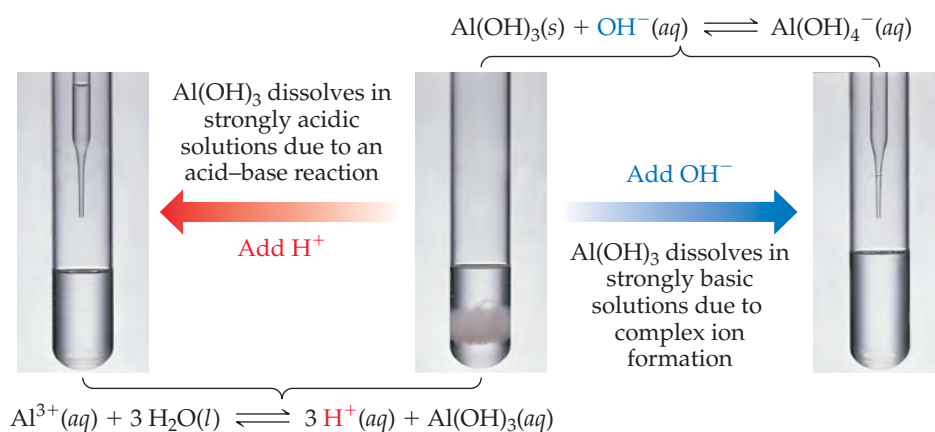 Al(OH)₃(s) + OH⁻(aq) ⇌ Al(OH)₄⁻(aq)
Al(OH)₃ dissolves in
strongly acidic
solutions due to an
acid–base reaction
Add H⁺
Add OH⁻
Al(OH)₃ dissolves in
strongly basic
solutions due to
complex ion
formation
Al³⁺(aq) + 3 H₂O(l) ⇌ 3 H⁺(aq) + Al(OH)₃(aq)